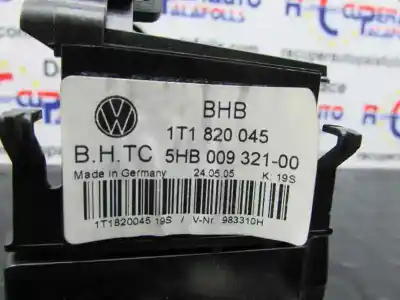 BHB
1T1 820 045
B.H.TC 5HB 009 321-00
Made in Germany 24.05.05 K: 19S
1T1820045 19S / V-Nr. 983310H